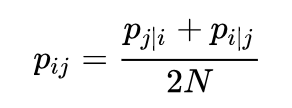 $p_{ij} = \frac{p_{j|i} + p_{i|j}}{2N}$